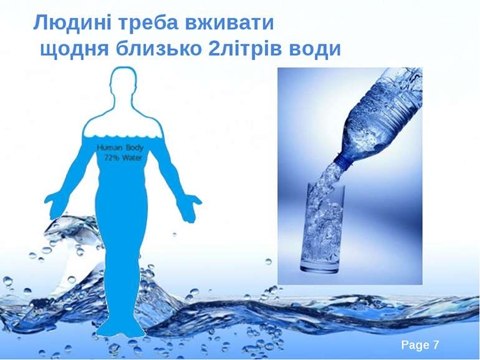 Людині треба вживати
щодня близько 2літрів води
Human Body
72% Water
Page 7